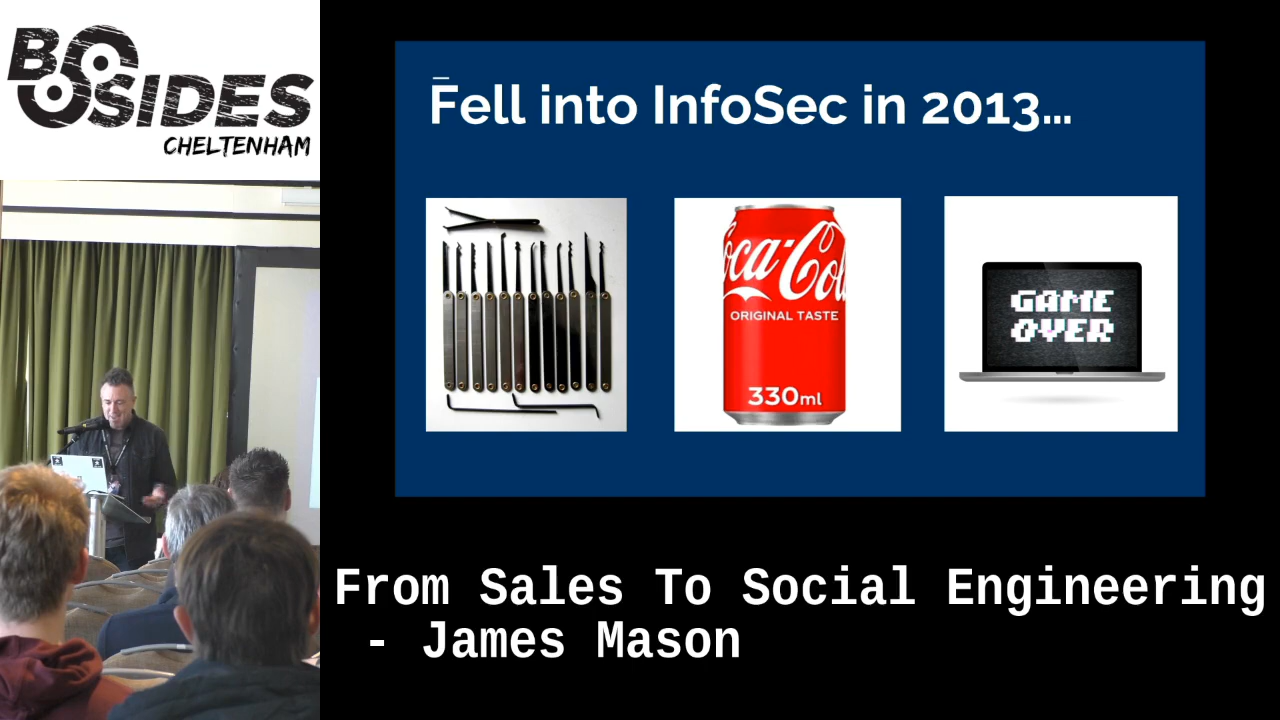 BSIDES
CHELTENHAM
Fell into InfoSec in 2013...
Coca-Cola
ORIGINAL TASTE
330ml
GAME
OVER
From Sales To Social Engineering
- James Mason